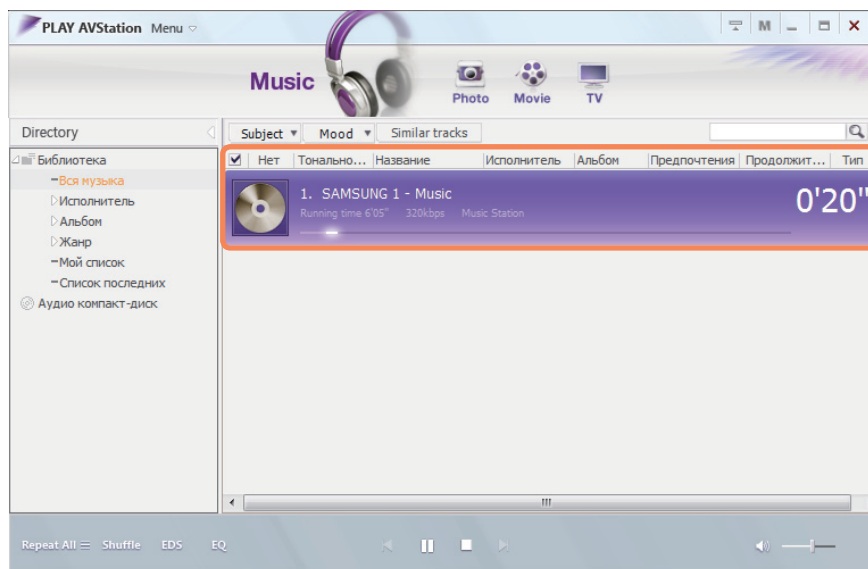 PLAY AVStation Menu
M
Music
Photo Movie TV
Directory
Subject Mood Similar tracks
Библиотека
Вся музыка
Исполнитель
Альбом
Жанр
Мой список
Список последних
Аудио компакт-диск
Нет Тонально... Название Исполнитель Альбом Предпочтения Продолжит... Тип
1. SAMSUNG 1 - Music
0'20"
Running time 6'05" 320kbps Music Station
Repeat All Shuffle EDS EQ